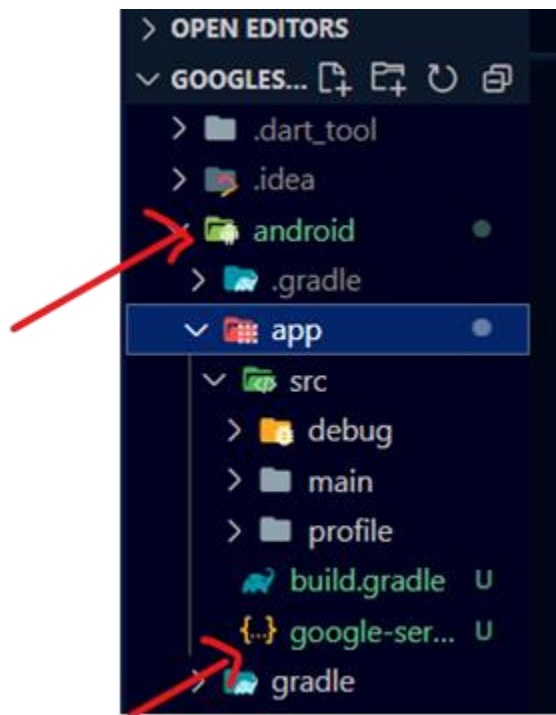 OPEN EDITORS
GOOGLES...
.dart_tool
.idea
android
.gradle
app
src
debug
main
profile
build.gradle U
google-ser... U
gradle